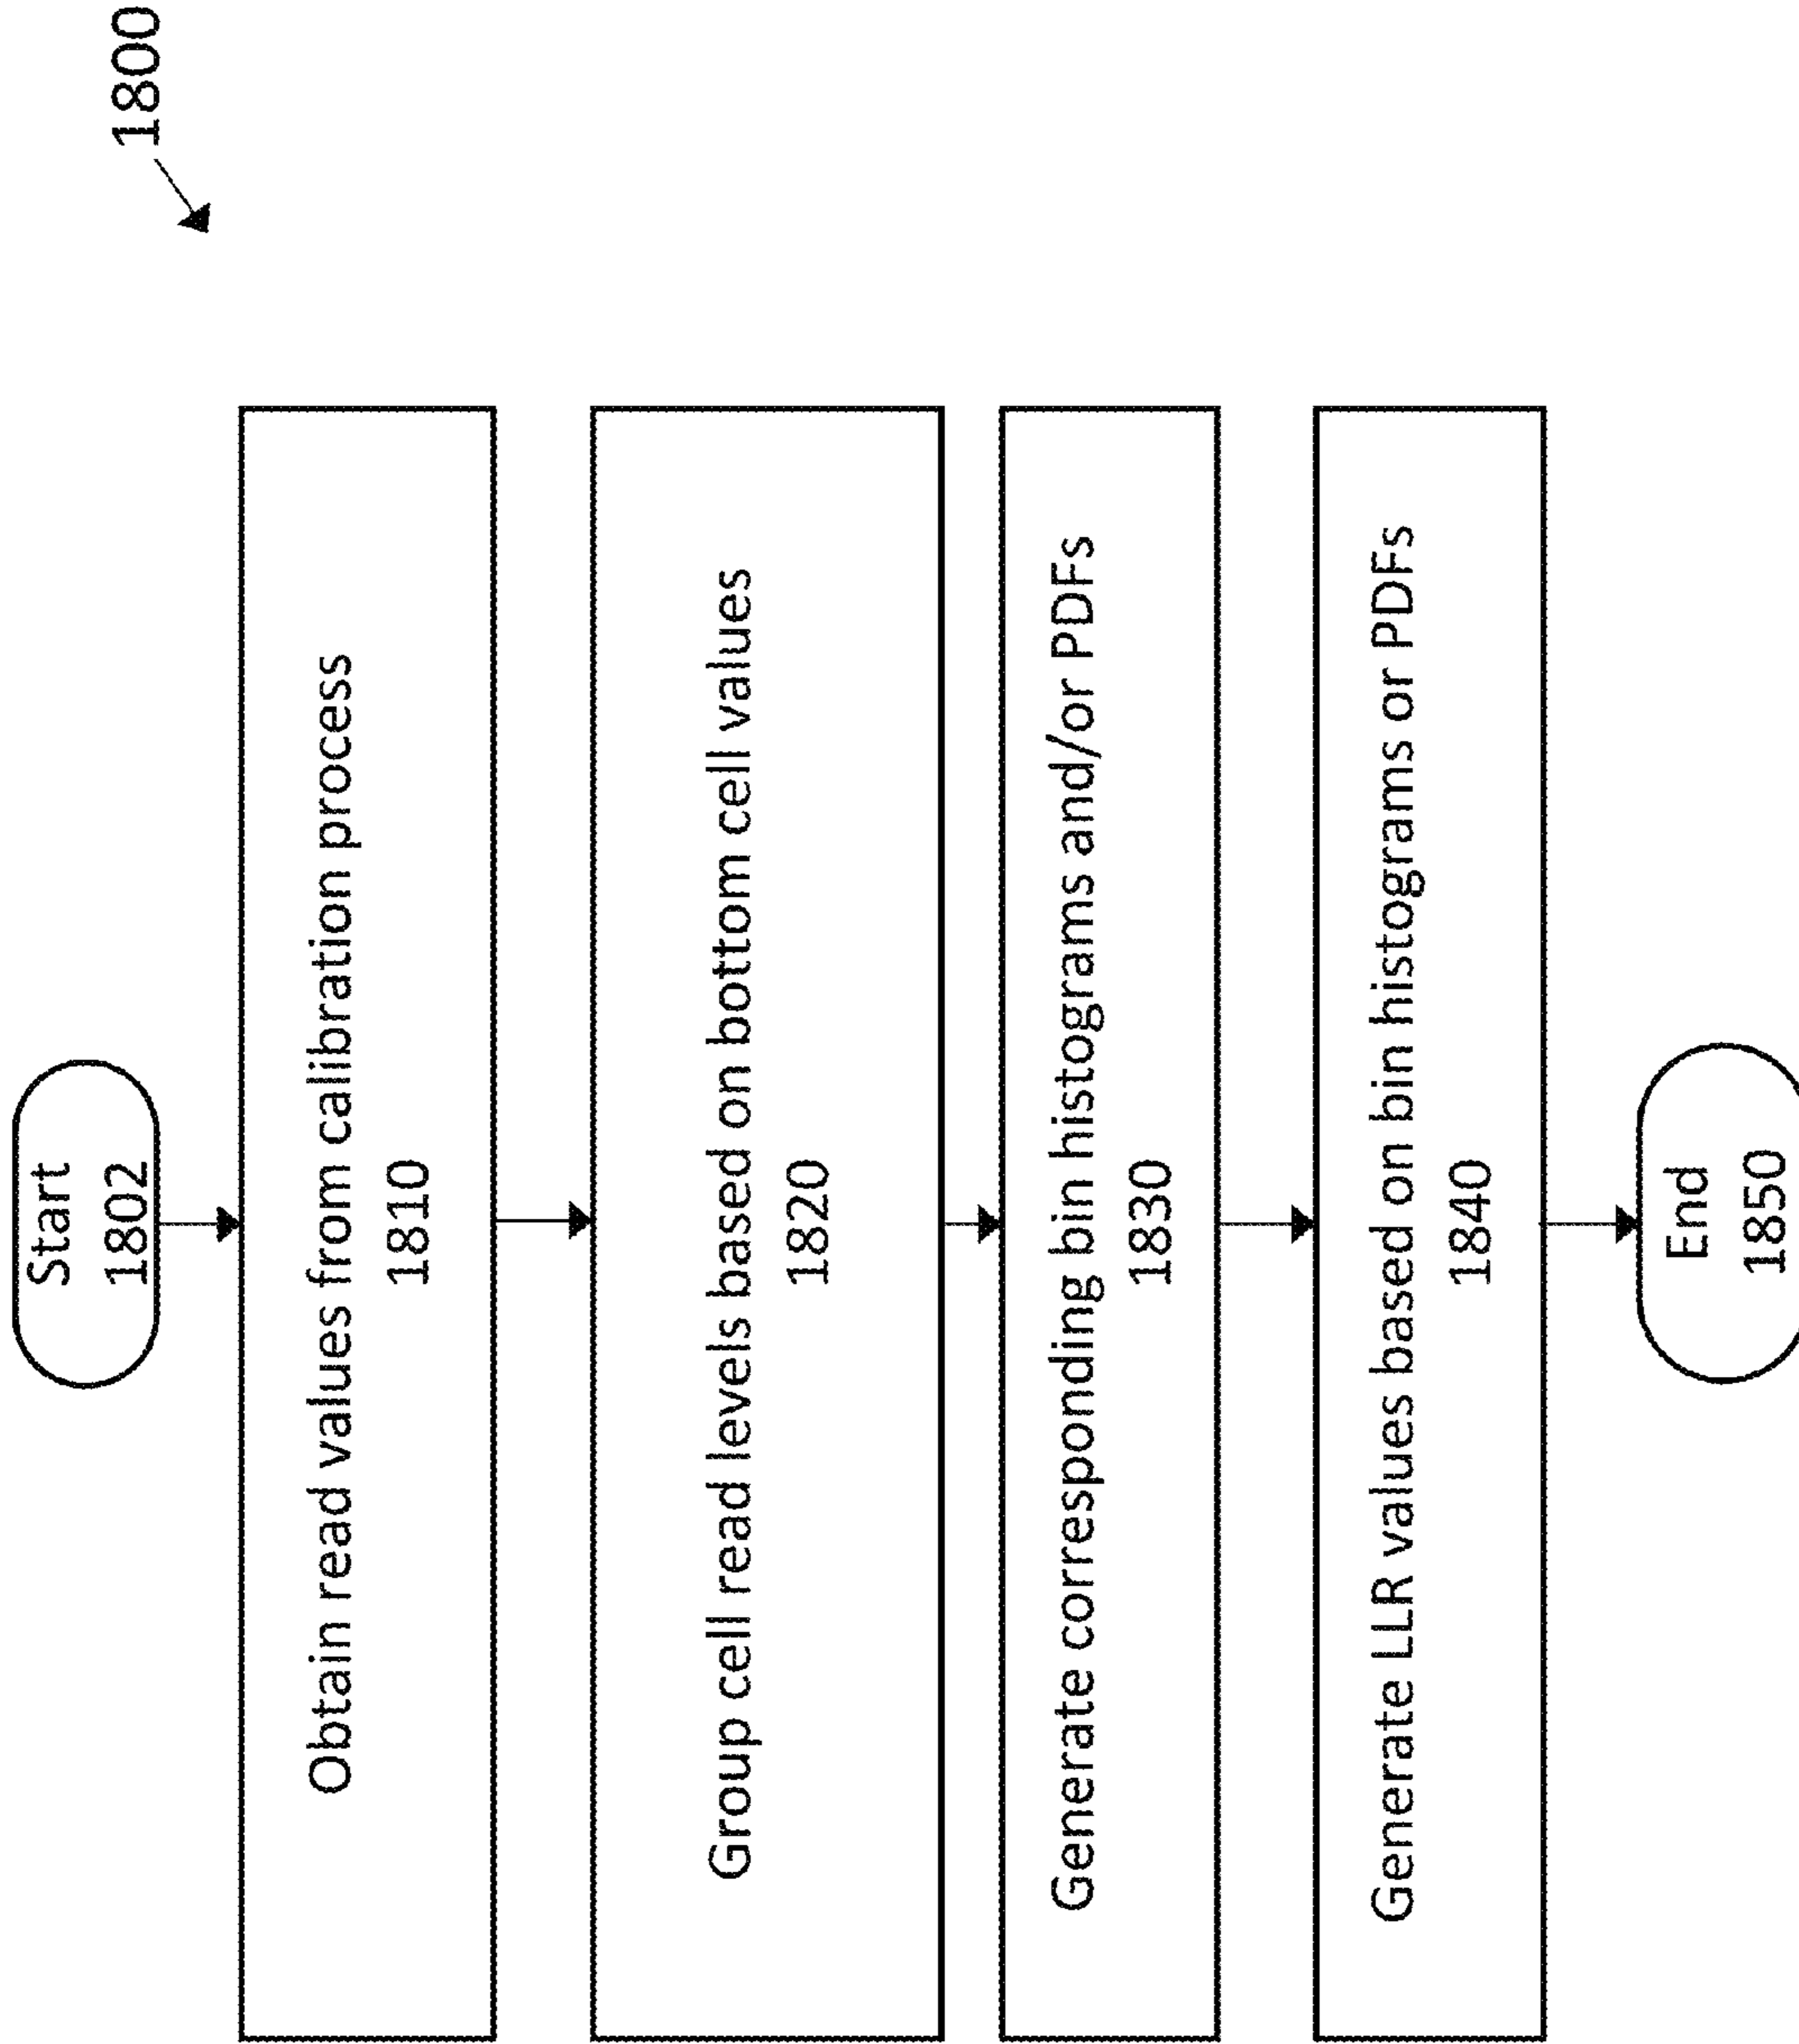 1800
Start
1802
Obtain read values from calibration process
1810
Group cell read levels based on bottom cell values
1820
Generate corresponding bin histograms and/or PDFs
1830
Generate LLR values based on bin histograms or PDFs
1840
End
1850